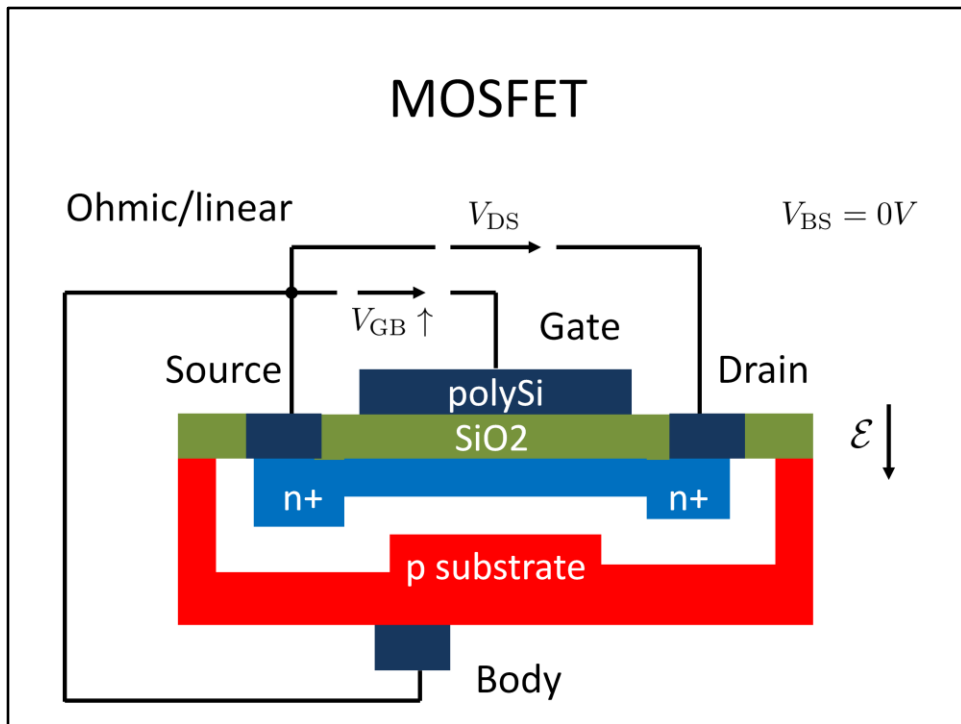 MOSFET
Ohmic/linear
V_DS
V_BS = 0V
V_GB ↑
Gate
Source
Drain
polySi
SiO2
ℰ
n+
n+
p substrate
Body